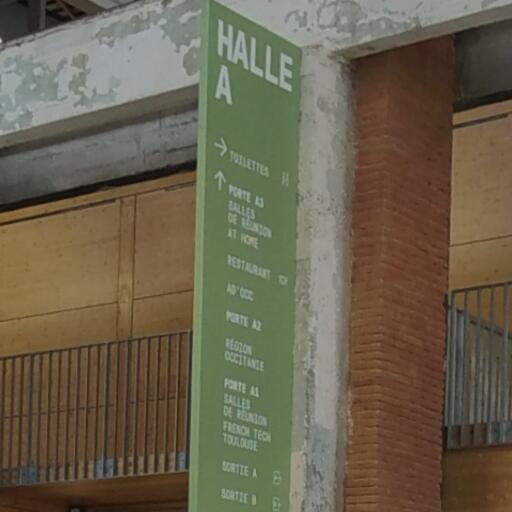 HALLE
A
TOILETTES
PORTE A3
SALLES
DE RÉUNION
AT HOME
RESTAURANT
AD'OCC
PORTE A2
RÉGION
OCCITANIE
PORTE A1
SALLES
DE RÉUNION
FRENCH TECH
TOULOUSE
SORTIE A
SORTIE B